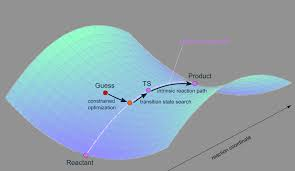 Product
Guess
TS
intrinsic reaction path
constrained
optimization
transition state search
Reactant
reaction coordinate